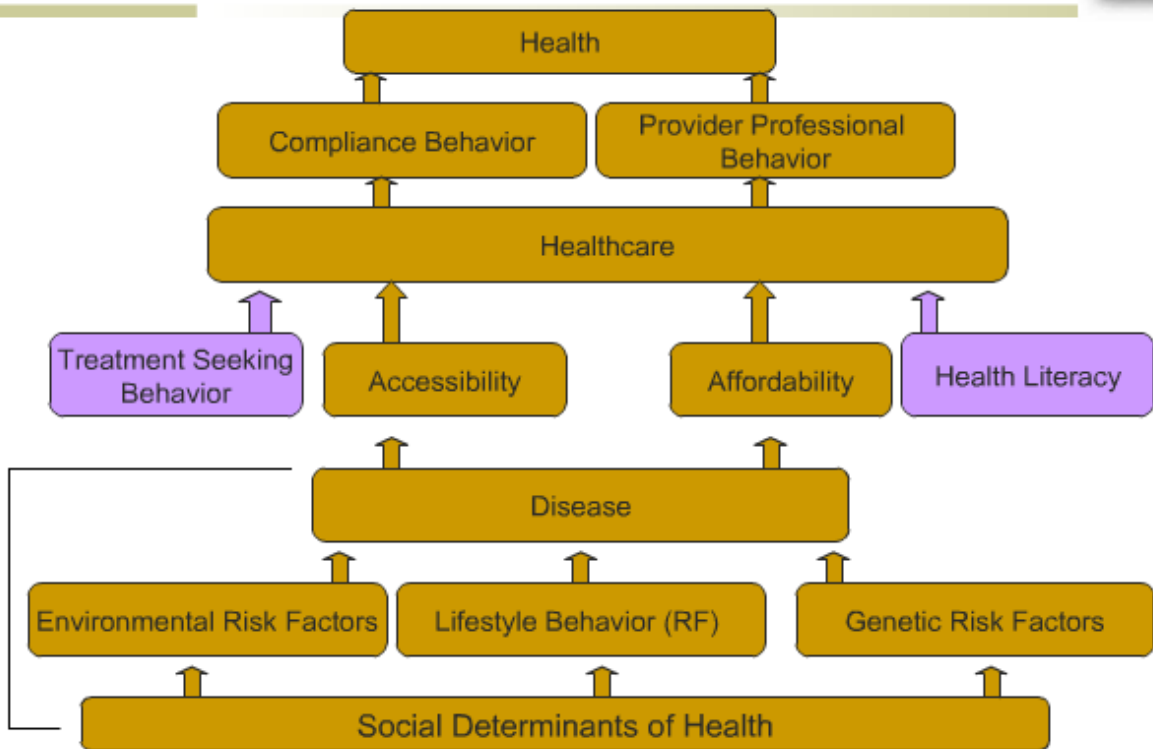 Health
Compliance Behavior
Provider Professional
Behavior
Healthcare
Treatment Seeking
Behavior
Accessibility
Affordability
Health Literacy
Disease
Environmental Risk Factors
Lifestyle Behavior (RF)
Genetic Risk Factors
Social Determinants of Health